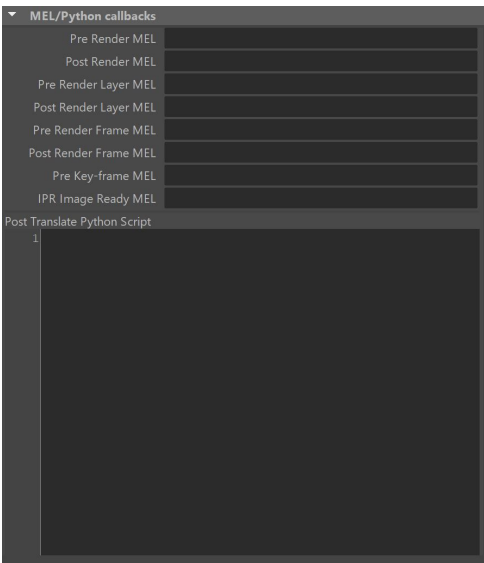 MEL/Python callbacks
Pre Render MEL
Post Render MEL
Pre Render Layer MEL
Post Render Layer MEL
Pre Render Frame MEL
Post Render Frame MEL
Pre Key-frame MEL
IPR Image Ready MEL
Post Translate Python Script
1